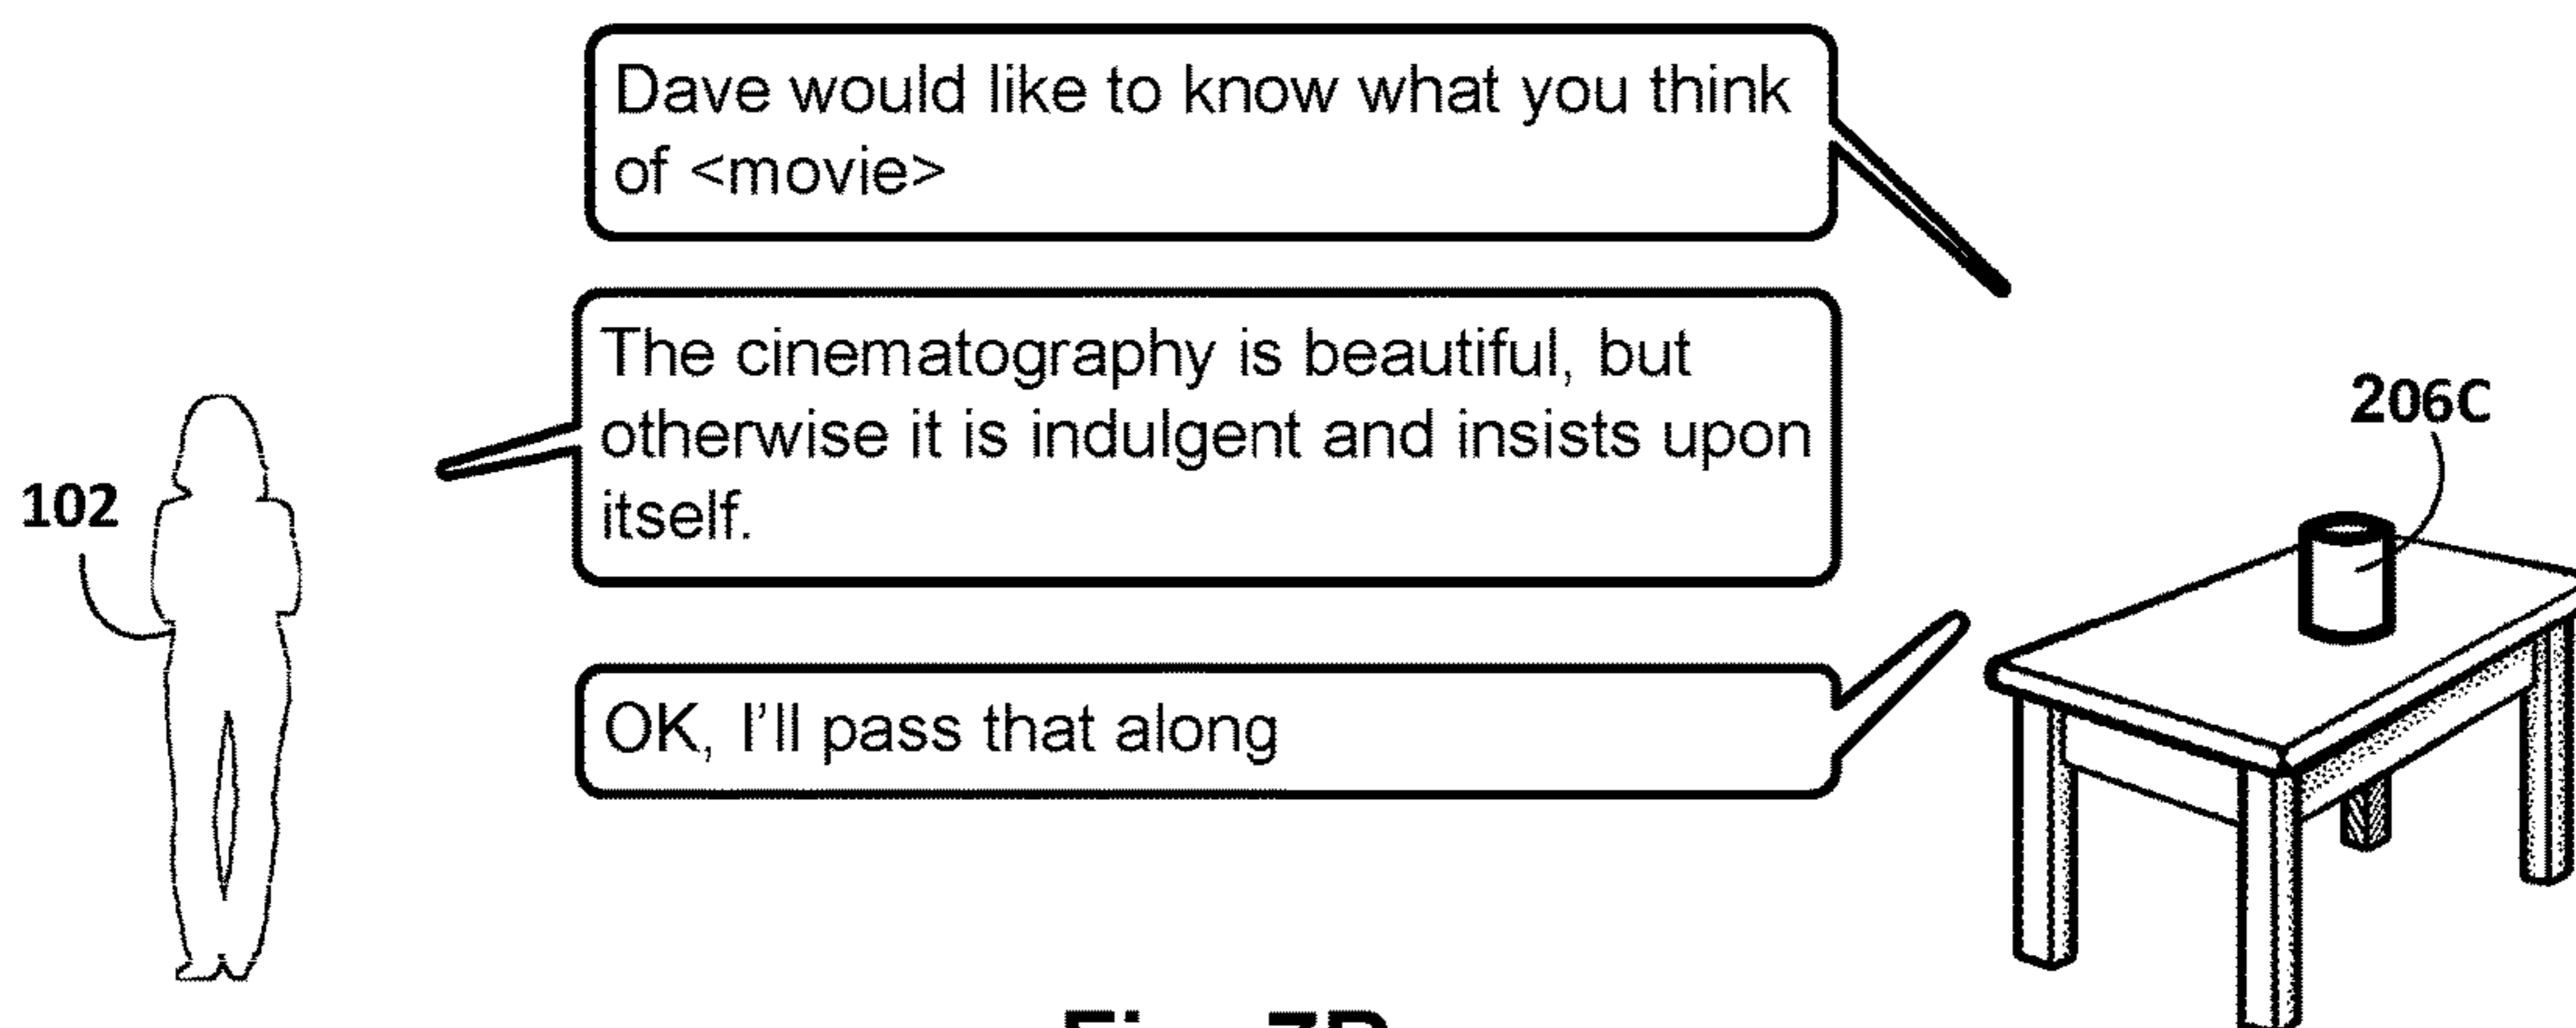 Dave would like to know what you think
of <movie>
The cinematography is beautiful, but
otherwise it is indulgent and insists upon
itself.
206C
102
OK, I'll pass that along